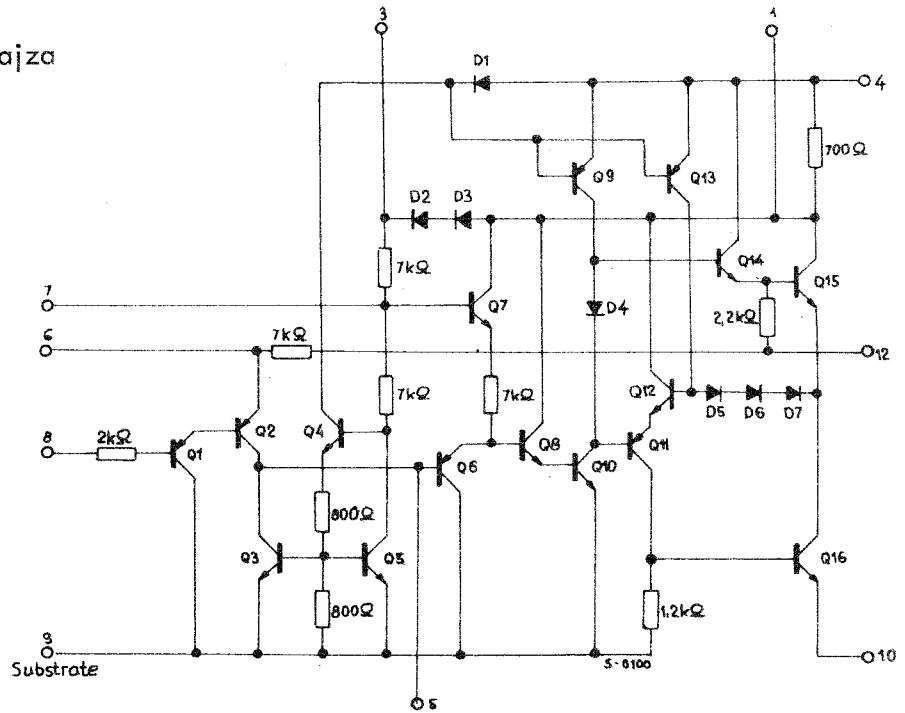 ajza
3
1
D1
4
700Ω
Q9
Q13
D2
D3
7kΩ
Q14
Q15
7
Q7
D4
2,2kΩ
6
7kΩ
12
7kΩ
7kΩ
Q12
D5
D6
D7
8
2kΩ
Q1
Q2
Q4
Q6
Q8
Q10
Q11
800Ω
Q3
Q5
Q16
800Ω
1,2kΩ
9
Substrate
S-0100
10
5